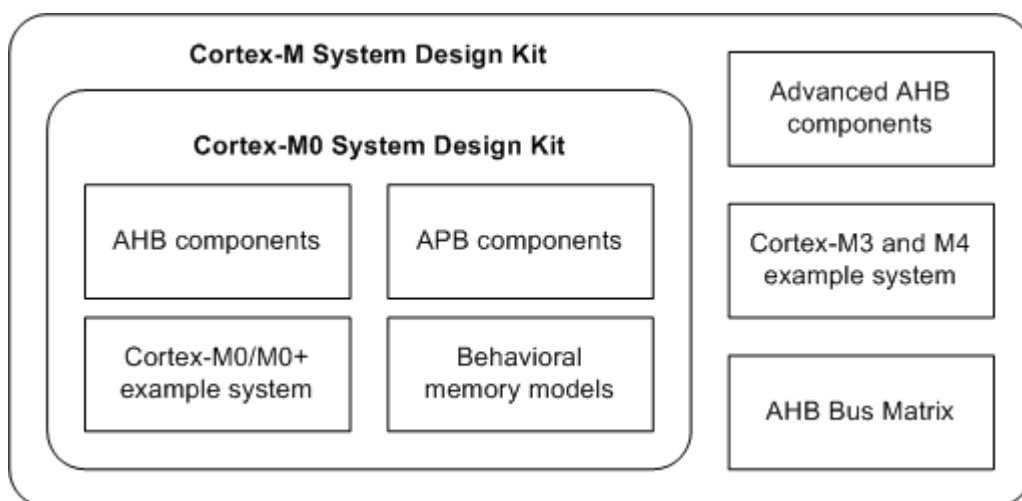 Cortex-M System Design Kit
Cortex-M0 System Design Kit
AHB components
APB components
Cortex-M0/M0+
example system
Behavioral
memory models
Advanced AHB
components
Cortex-M3 and M4
example system
AHB Bus Matrix